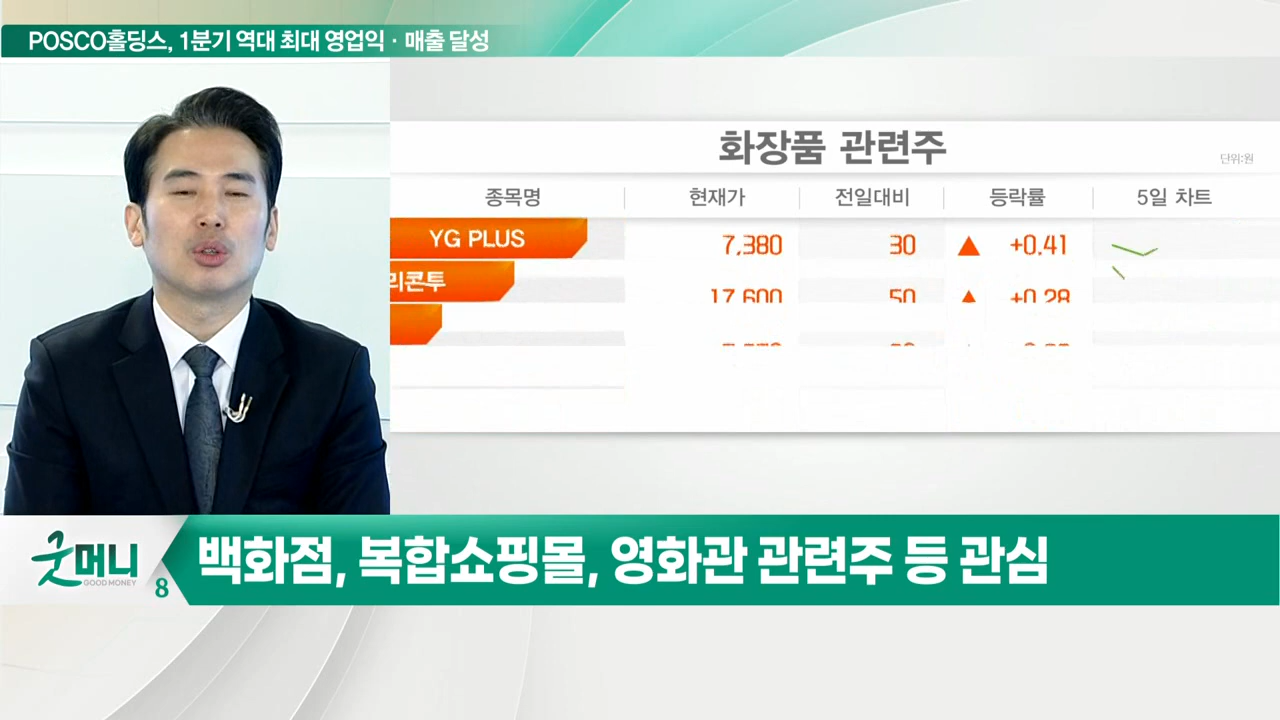 POSCO홀딩스, 1분기 역대 최대 영업익 · 매출 달성
화장품 관련주
단위:원
종목명 현재가 전일대비 등락률 5일 차트
YG PLUS 7,380 30 ▲ +0.41
리콘투 17,600 50 ▲ +0.28
백화점, 복합쇼핑몰, 영화관 관련주 등 관심
굿머니
GOOD MONEY
8